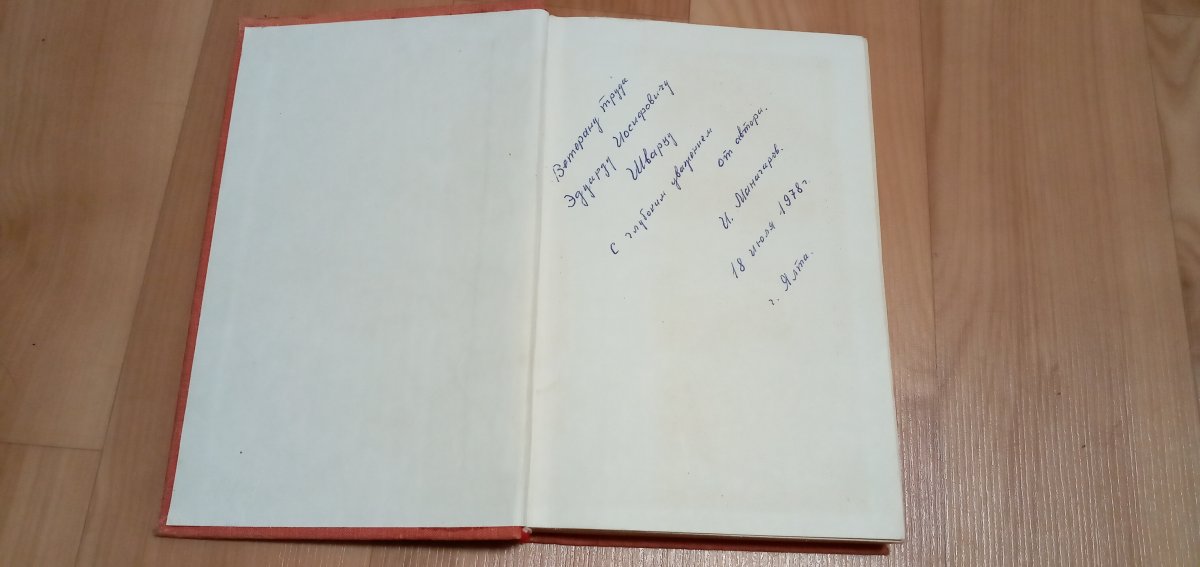 Ветерану труда
Эдуарду Иосифовичу
Шварцу
с глубоким уважением
от автора.
И. Манагаров.
18 июля 1978 г.
г. Ялта.